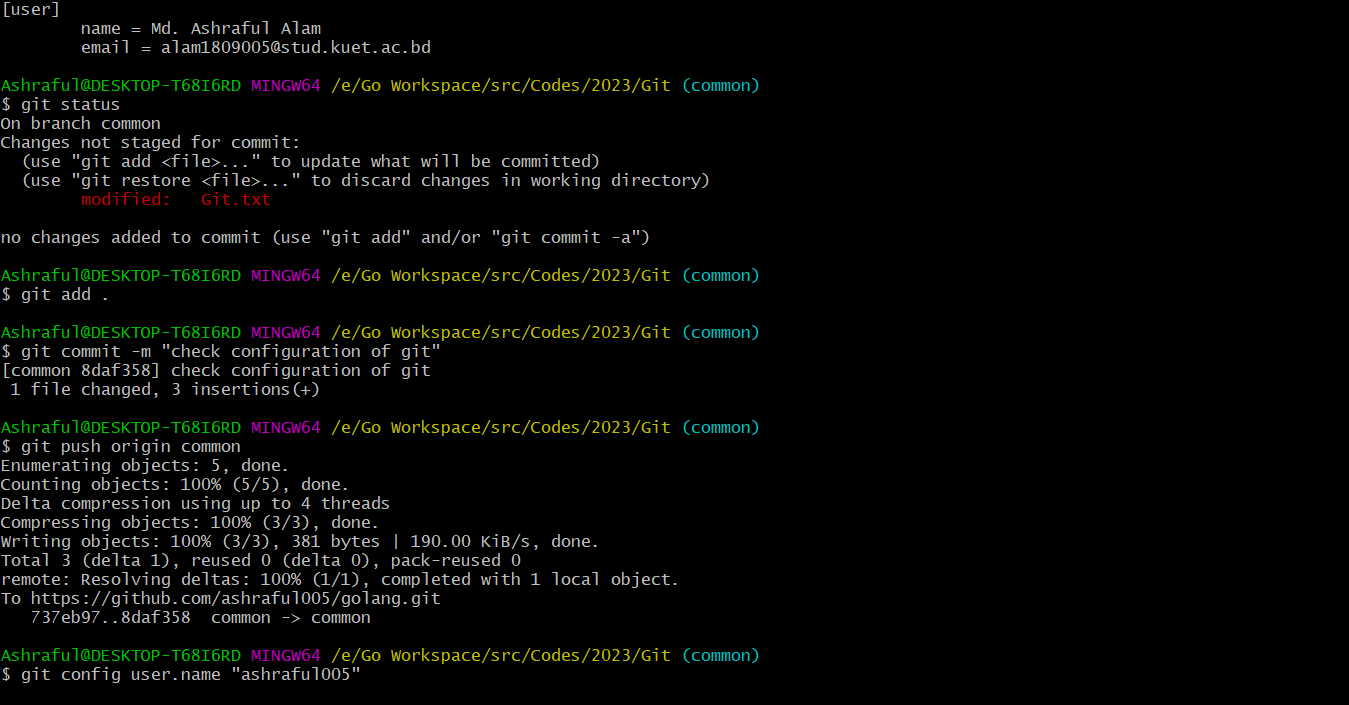 [user]
        name = Md. Ashraful Alam
        email = alam1809005@stud.kuet.ac.bd

Ashraful@DESKTOP-T68I6RD MINGW64 /e/Go Workspace/src/Codes/2023/Git (common)
$ git status
On branch common
Changes not staged for commit:
  (use "git add <file>..." to update what will be committed)
  (use "git restore <file>..." to discard changes in working directory)
        modified:   Git.txt

no changes added to commit (use "git add" and/or "git commit -a")

Ashraful@DESKTOP-T68I6RD MINGW64 /e/Go Workspace/src/Codes/2023/Git (common)
$ git add .

Ashraful@DESKTOP-T68I6RD MINGW64 /e/Go Workspace/src/Codes/2023/Git (common)
$ git commit -m "check configuration of git"
[common 8daf358] check configuration of git
 1 file changed, 3 insertions(+)

Ashraful@DESKTOP-T68I6RD MINGW64 /e/Go Workspace/src/Codes/2023/Git (common)
$ git push origin common
Enumerating objects: 5, done.
Counting objects: 100% (5/5), done.
Delta compression using up to 4 threads
Compressing objects: 100% (3/3), done.
Writing objects: 100% (3/3), 381 bytes | 190.00 KiB/s, done.
Total 3 (delta 1), reused 0 (delta 0), pack-reused 0
remote: Resolving deltas: 100% (1/1), completed with 1 local object.
To https://github.com/ashraful005/golang.git
   737eb97..8daf358  common -> common

Ashraful@DESKTOP-T68I6RD MINGW64 /e/Go Workspace/src/Codes/2023/Git (common)
$ git config user.name "ashraful005"